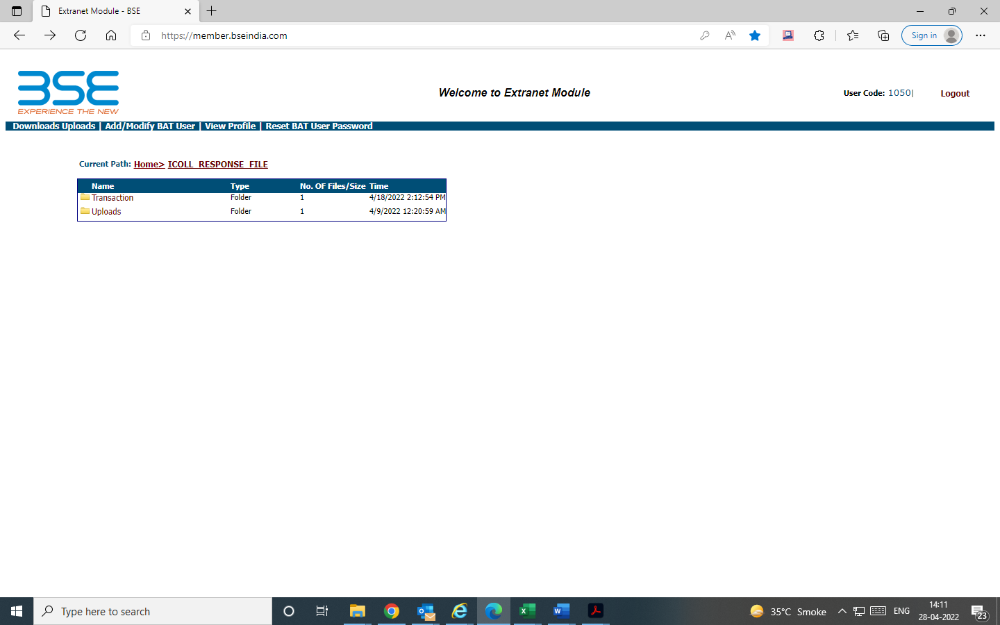 Extranet Module - BSE
https://member.bseindia.com
Sign in
BSE
EXPERIENCE THE NEW
Welcome to Extranet Module
User Code: 1050|
Logout
Downloads Uploads | Add/Modify BAT User | View Profile | Reset BAT User Password
Current Path: Home> ICOLL_RESPONSE_FILE
Name Type No. OF Files/Size Time
Transaction Folder 1 4/18/2022 2:12:54 PM
Uploads Folder 1 4/9/2022 12:20:59 AM
Type here to search
35°C Smoke
ENG
14:11
28-04-2022
23